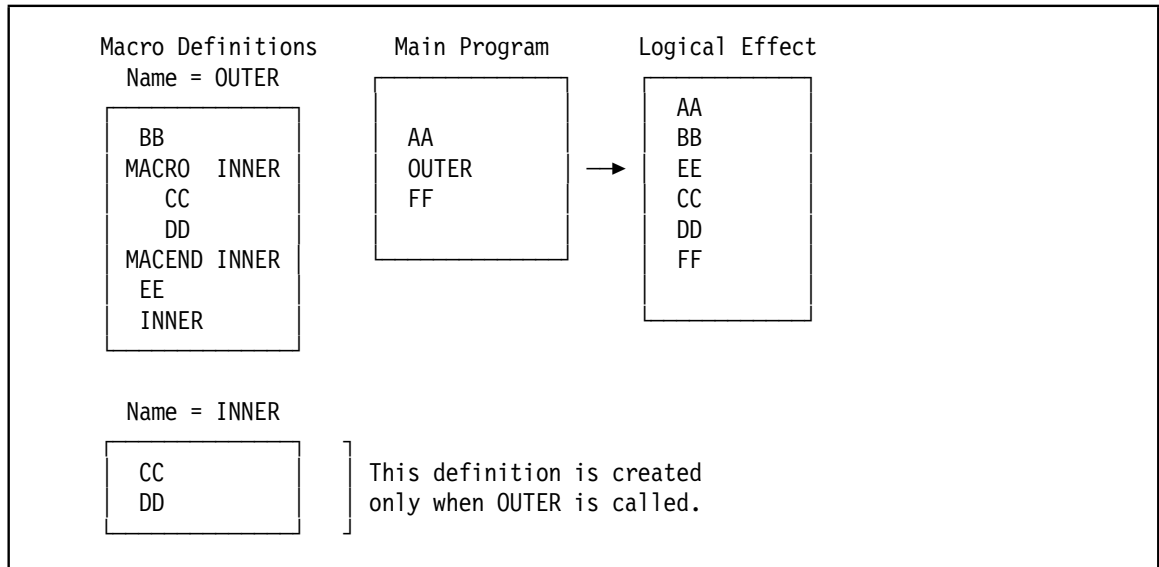 Macro Definitions Main Program Logical Effect
Name = OUTER
AA
BB AA BB
MACRO INNER OUTER EE
CC FF CC
DD DD
MACEND INNER FF
EE
INNER
Name = INNER
CC This definition is created
DD only when OUTER is called.